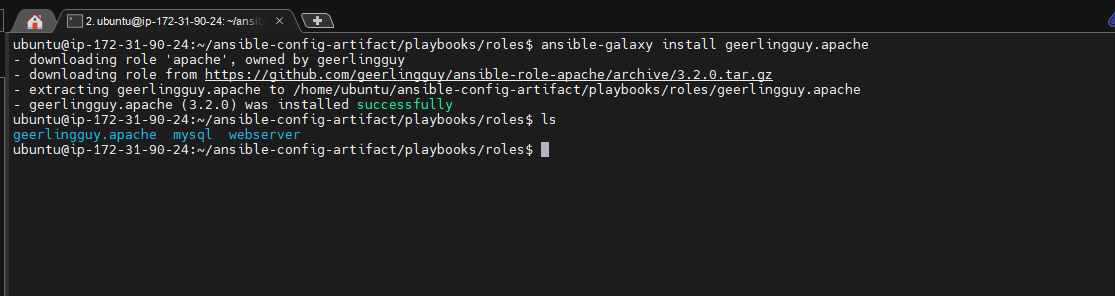 2. ubuntu@ip-172-31-90-24: ~/ansi
ubuntu@ip-172-31-90-24:~/ansible-config-artifact/playbooks/roles$ ansible-galaxy install geerlingguy.apache
- downloading role 'apache', owned by geerlingguy
- downloading role from https://github.com/geerlingguy/ansible-role-apache/archive/3.2.0.tar.gz
- extracting geerlingguy.apache to /home/ubuntu/ansible-config-artifact/playbooks/roles/geerlingguy.apache
- geerlingguy.apache (3.2.0) was installed successfully
ubuntu@ip-172-31-90-24:~/ansible-config-artifact/playbooks/roles$ ls
geerlingguy.apache  mysql  webserver
ubuntu@ip-172-31-90-24:~/ansible-config-artifact/playbooks/roles$